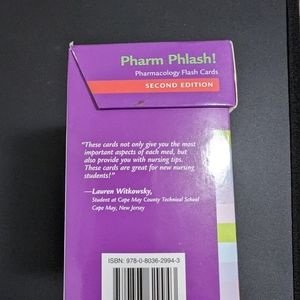 Pharm Phlash!
Pharmacology Flash Cards
SECOND EDITION
"These cards not only give you the most
important aspects of each med, but
also provide you with nursing tips.
These cards are great for new nursing
students!"
—Lauren Witkowsky,
Student at Cape May County Technical School
Cape May, New Jersey
ISBN: 978-0-8036-2994-3